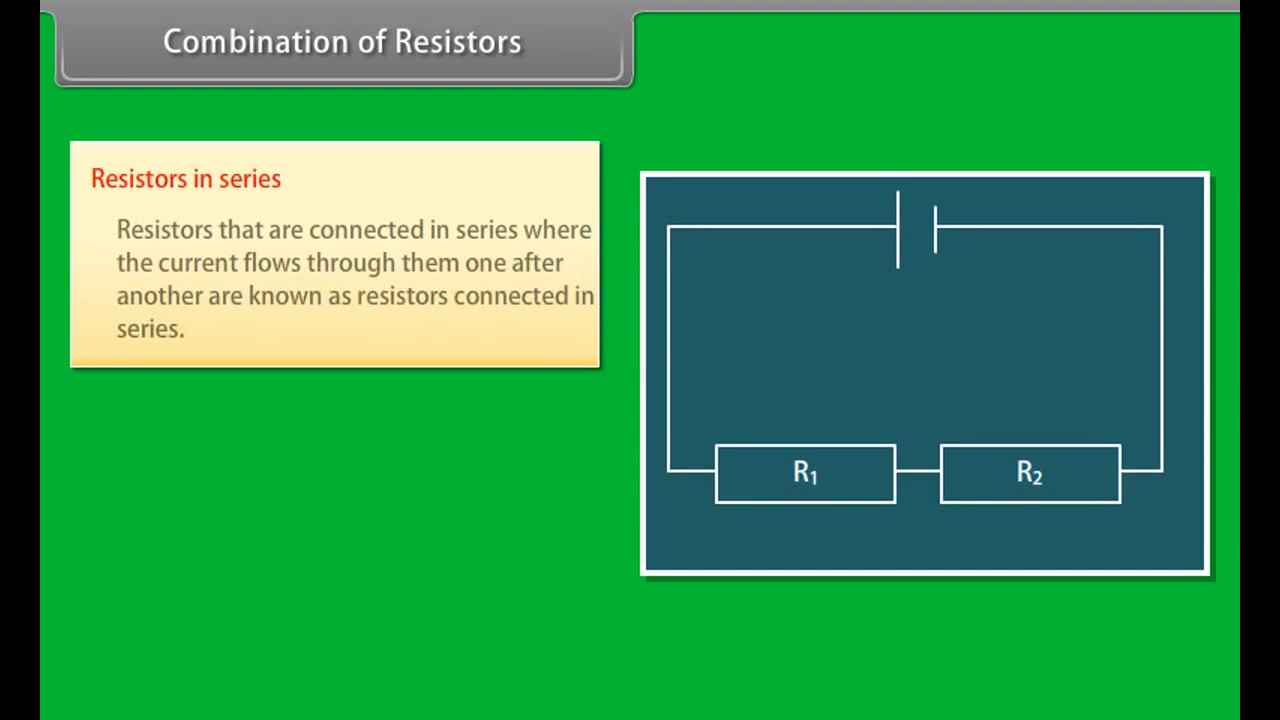 Combination of Resistors
Resistors in series
Resistors that are connected in series where
the current flows through them one after
another are known as resistors connected in
series.
R₁
R₂